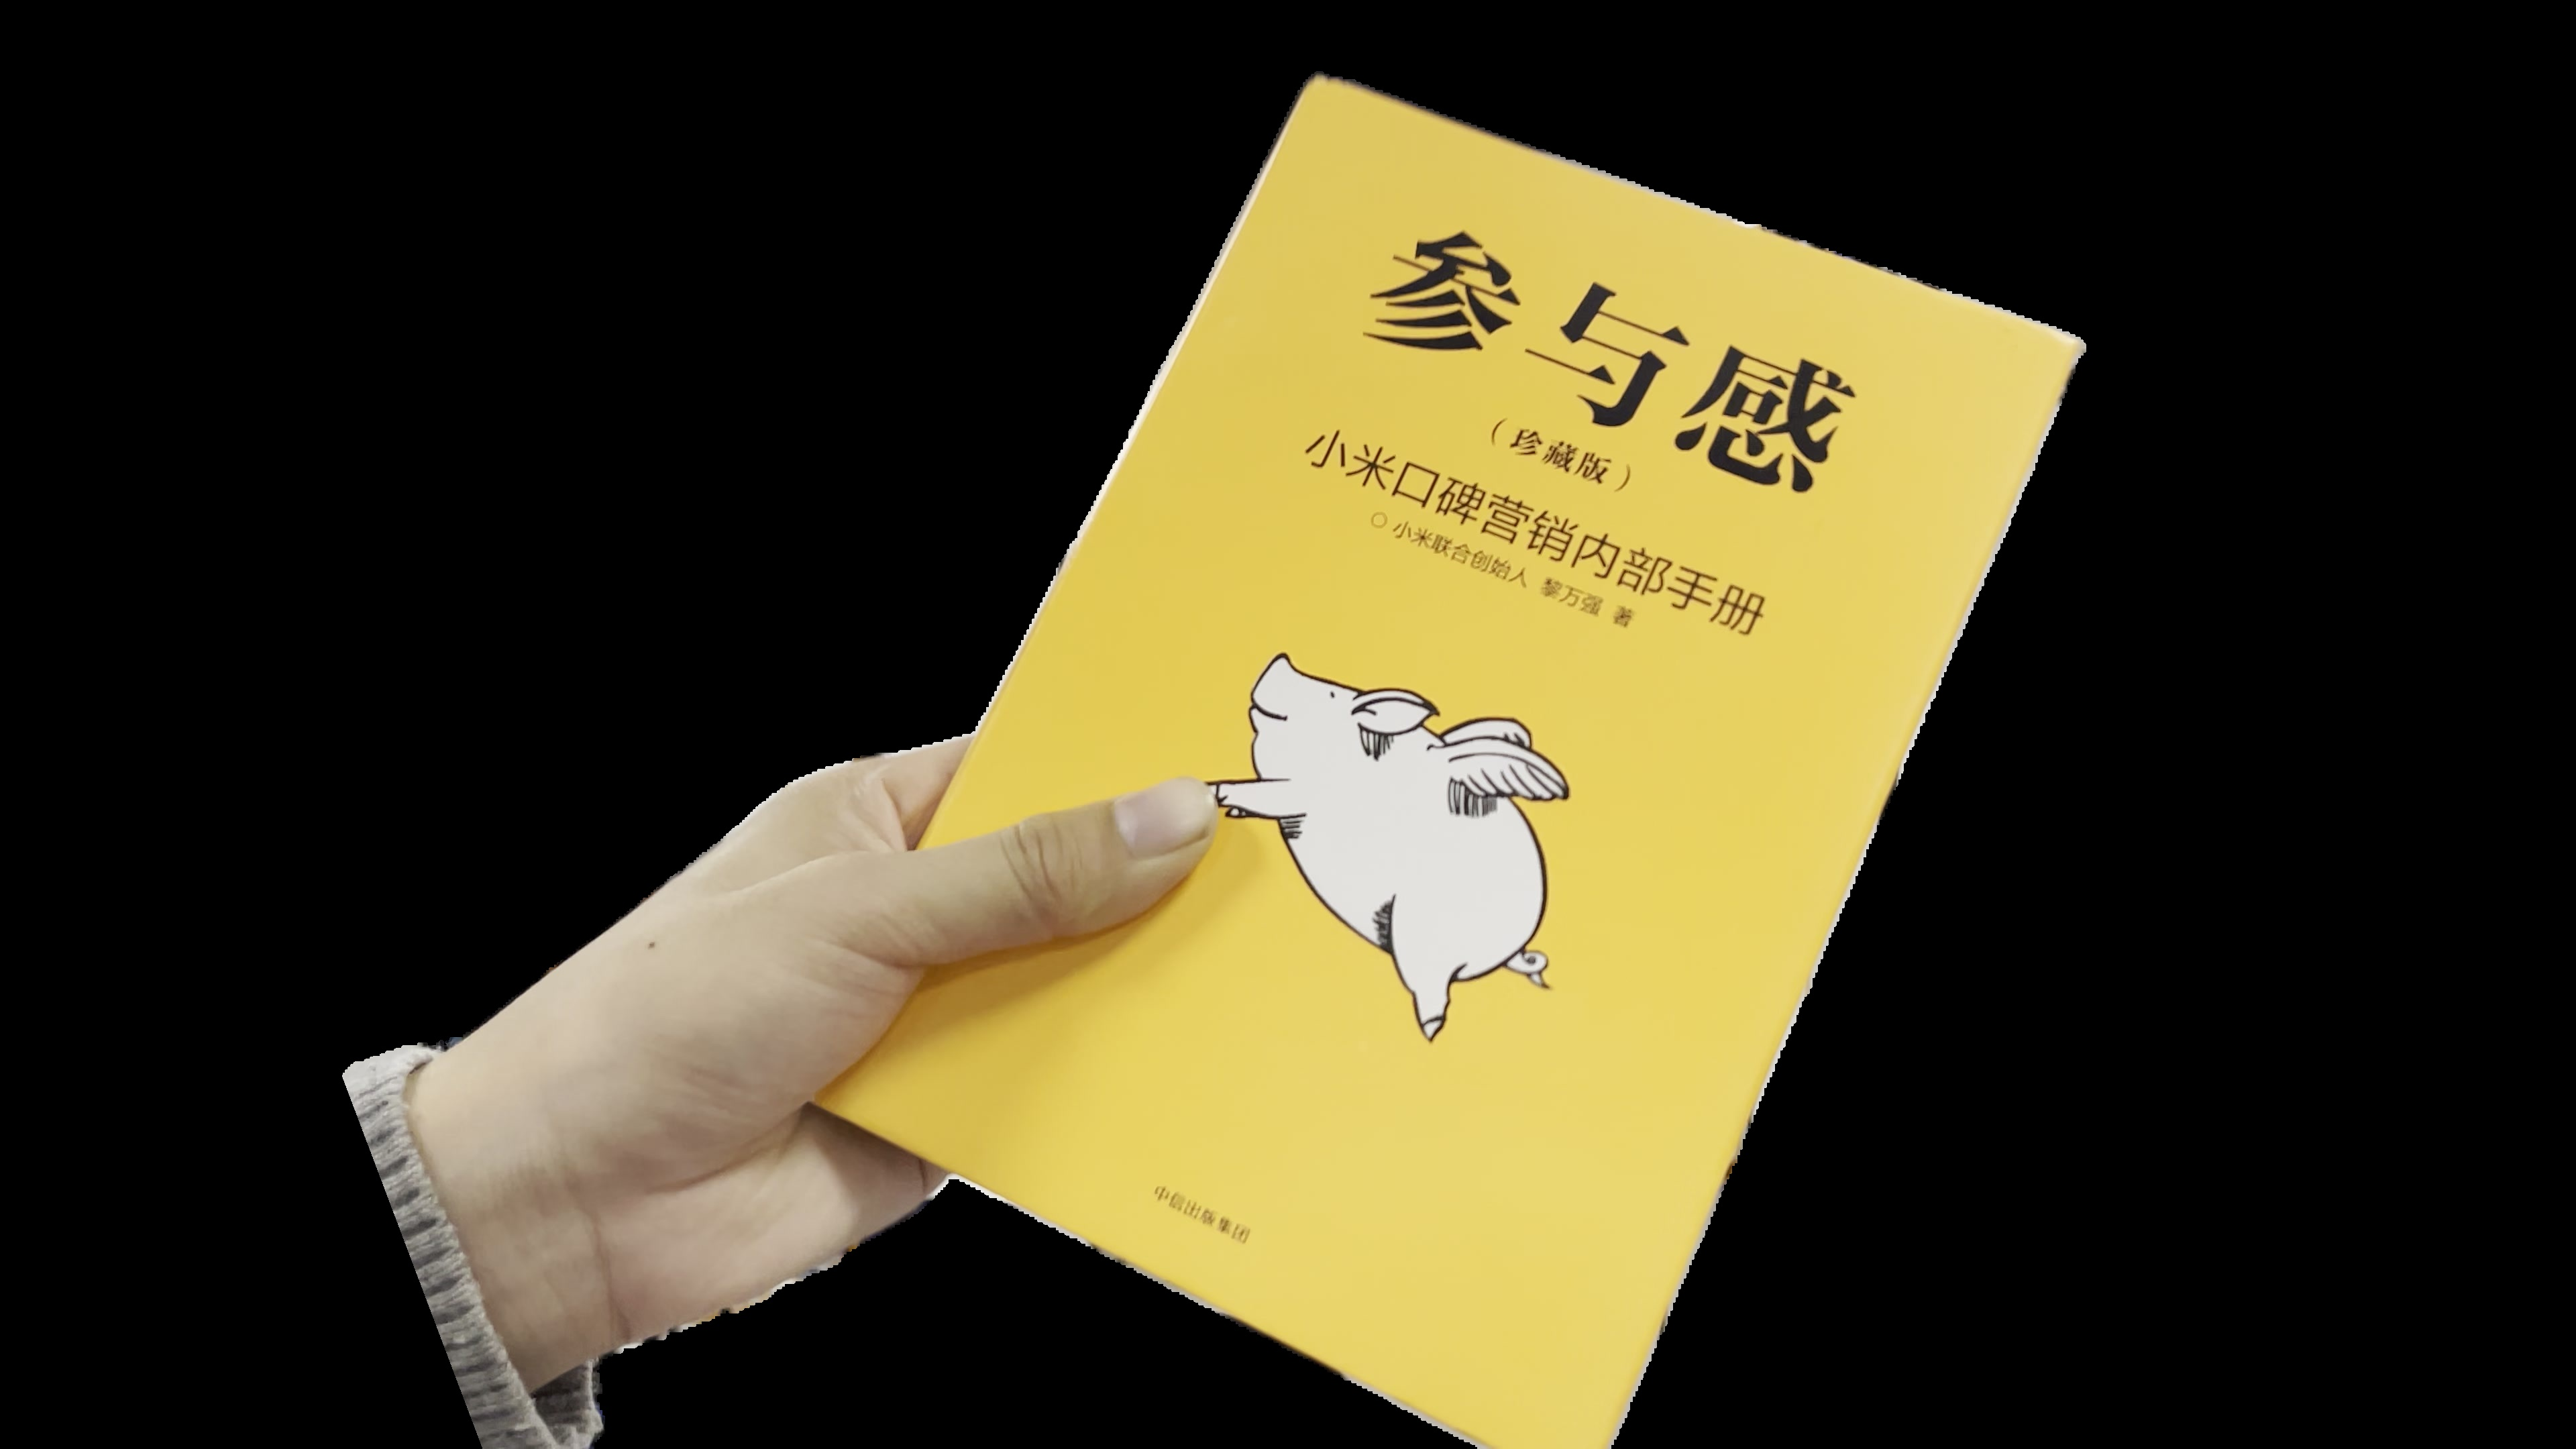 参与感
（珍藏版）
小米口碑营销内部手册
○ 小米联合创始人 黎万强 著
中信出版集团